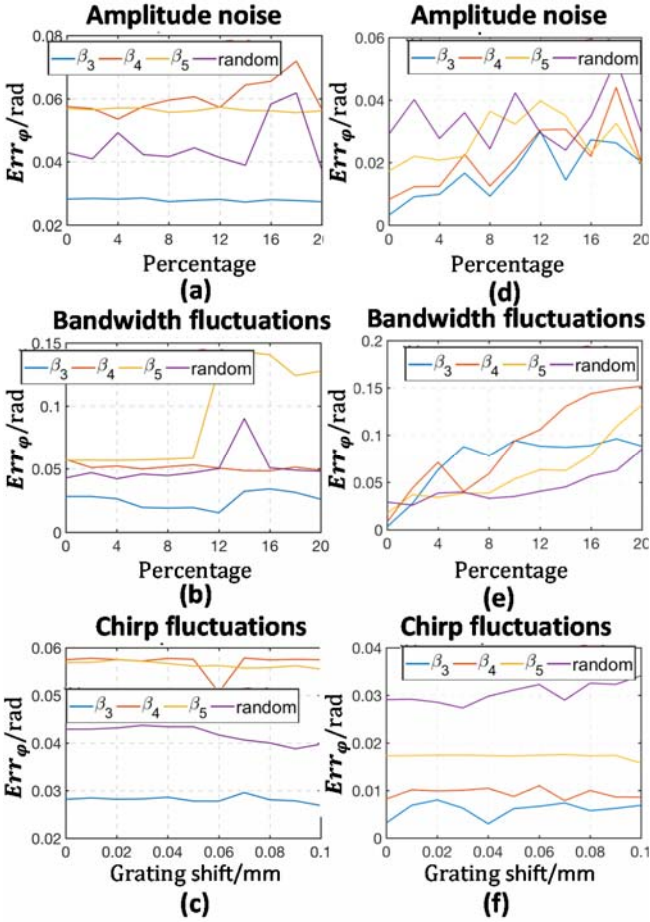 Amplitude noise
0.08
β3 β4 β5 random
0.06
0.04
0.02
Err_φ/rad
0 4 8 12 16 20
Percentage
(a)
Amplitude noise
0.06
β3 β4 β5 random
0.04
0.02
0
Err_φ/rad
0 4 8 12 16 20
Percentage
(d)
Bandwidth fluctuations
0.15
β3 β4 β5 random
0.1
0.05
0
Err_φ/rad
0 4 8 12 16 20
Percentage
(b)
Bandwidth fluctuations
0.2
β3 β4 β5 random
0.15
0.1
0.05
0
Err_φ/rad
0 4 8 12 16 20
Percentage
(e)
Chirp fluctuations
0.06
0.05
β3 β4 β5 random
0.04
0.03
0.02
Err_φ/rad
0 0.02 0.04 0.06 0.08 0.1
Grating shift/mm
(c)
Chirp fluctuations
0.04
β3 β4 β5 random
0.03
0.02
0.01
0
Err_φ/rad
0 0.02 0.04 0.06 0.08 0.1
Grating shift/mm
(f)